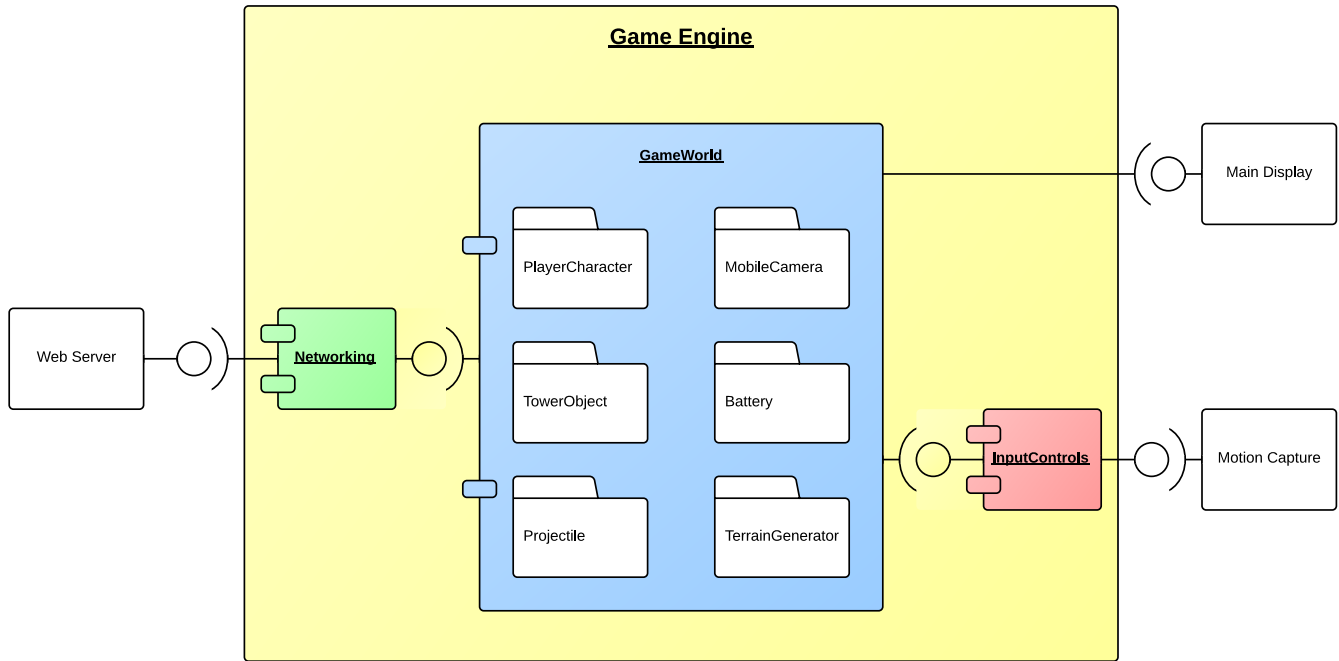 Game Engine
GameWorld
Main Display
PlayerCharacter
MobileCamera
Web Server
Networking
TowerObject
Battery
InputControls
Motion Capture
Projectile
TerrainGenerator